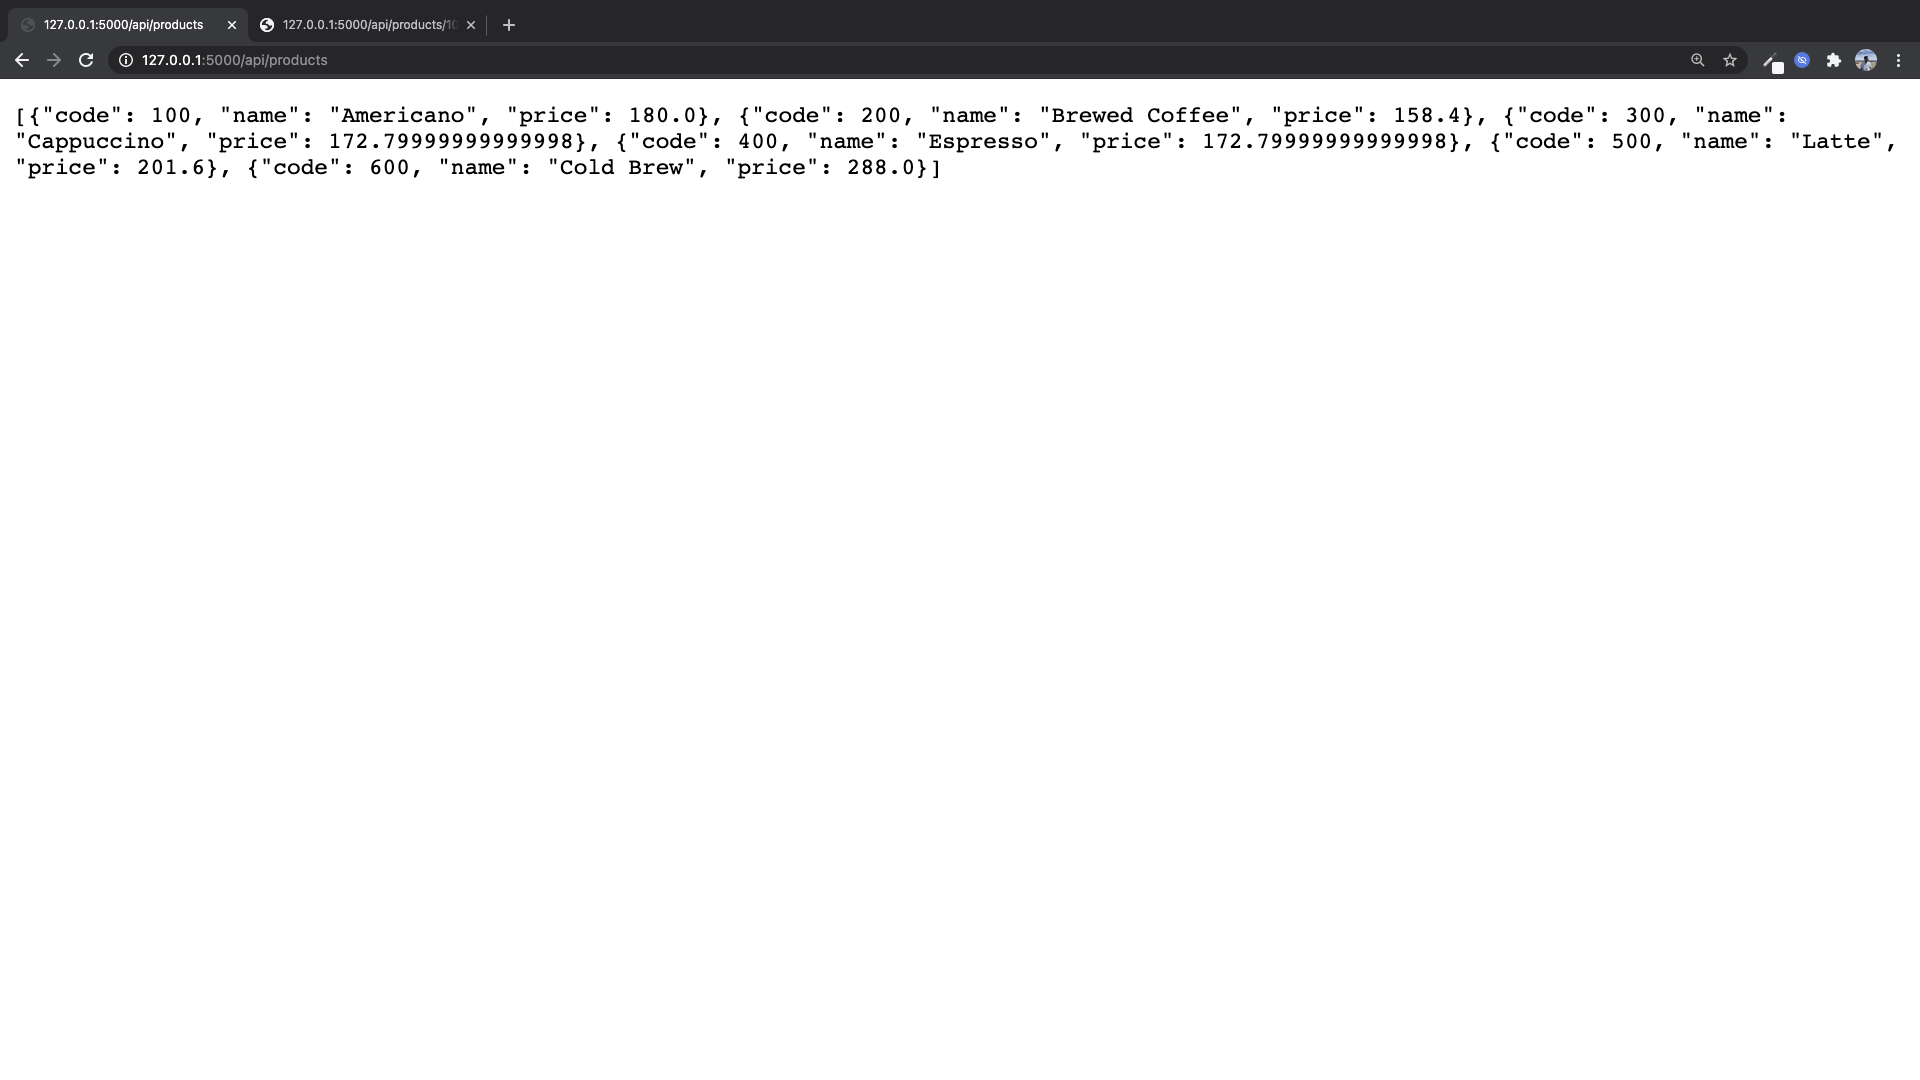 127.0.0.1:5000/api/products
127.0.0.1:5000/api/products/10
127.0.0.1:5000/api/products
[{"code": 100, "name": "Americano", "price": 180.0}, {"code": 200, "name": "Brewed Coffee", "price": 158.4}, {"code": 300, "name":
"Cappuccino", "price": 172.79999999999998}, {"code": 400, "name": "Espresso", "price": 172.79999999999998}, {"code": 500, "name": "Latte",
"price": 201.6}, {"code": 600, "name": "Cold Brew", "price": 288.0}]